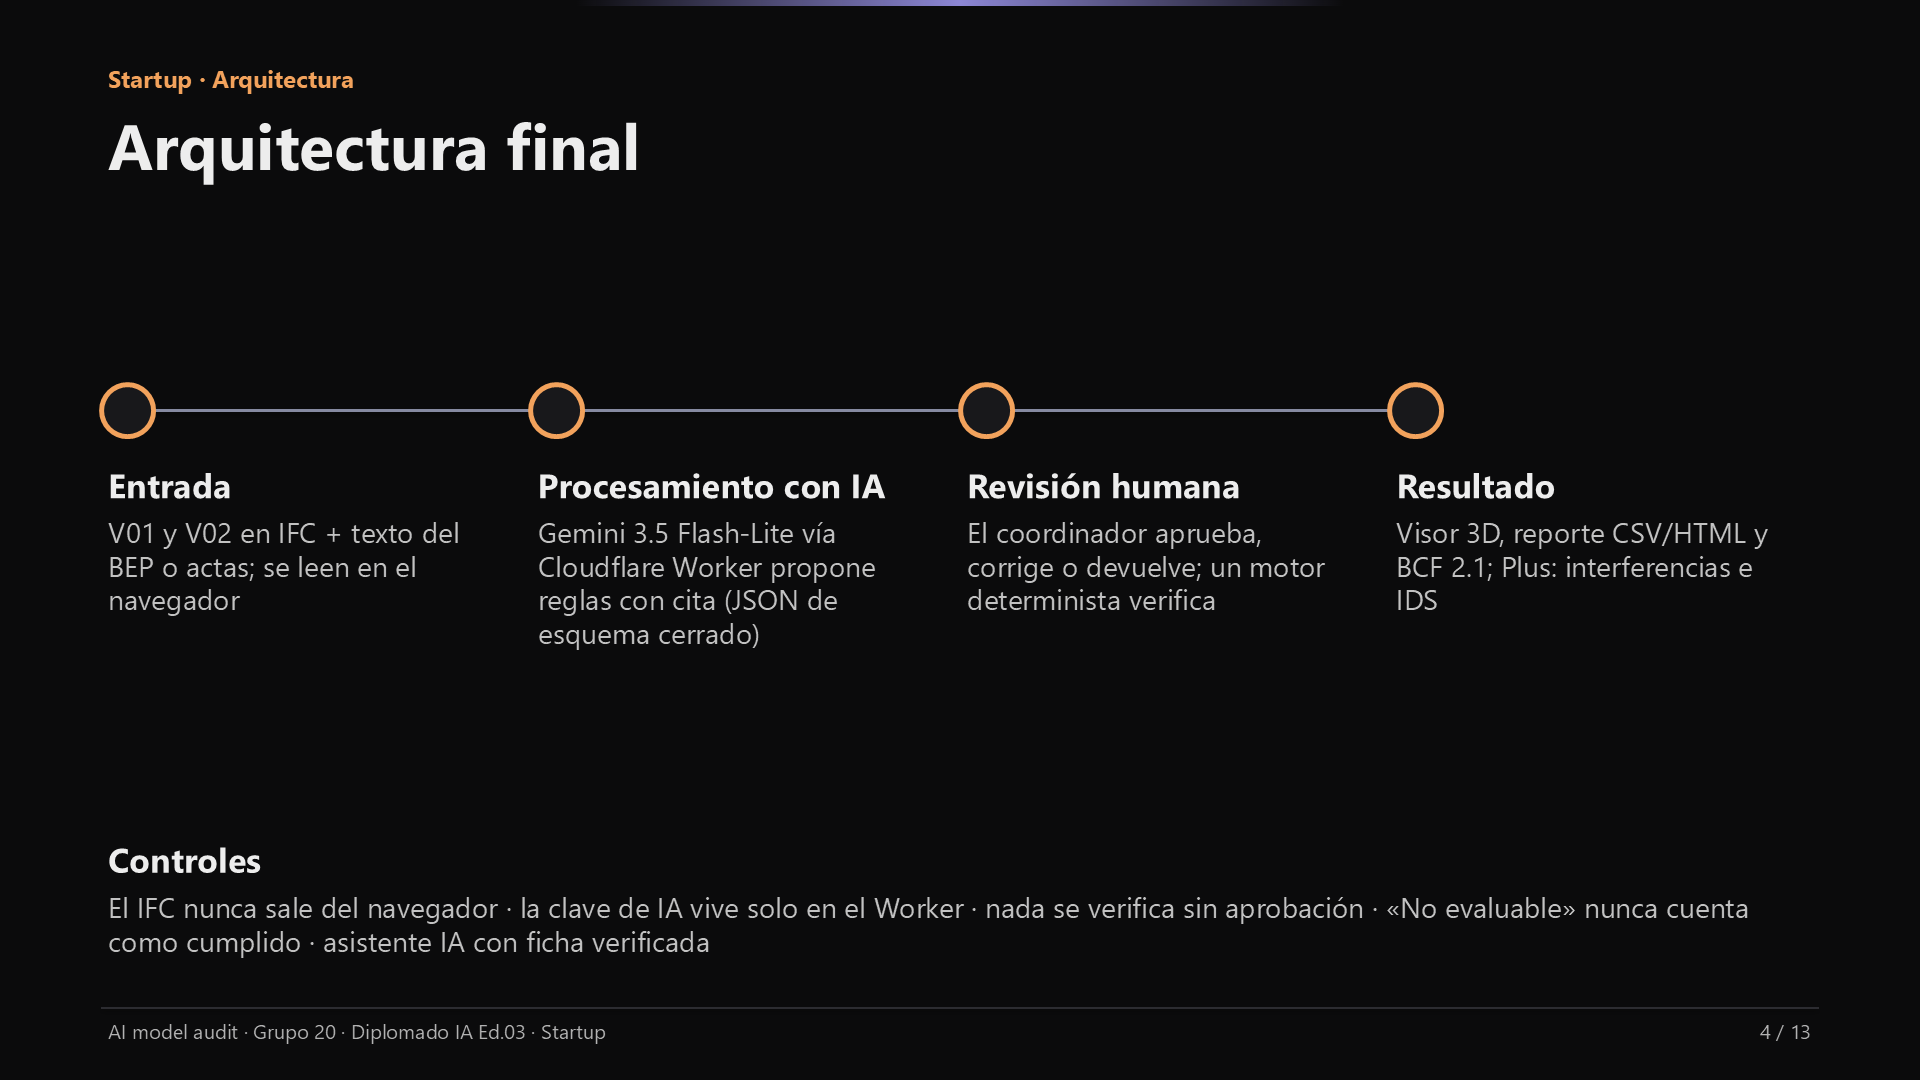 Startup · Arquitectura
Arquitectura final
Entrada
V01 y V02 en IFC + texto del
BEP o actas; se leen en el
navegador
Procesamiento con IA
Gemini 3.5 Flash-Lite vía
Cloudflare Worker propone
reglas con cita (JSON de
esquema cerrado)
Revisión humana
El coordinador aprueba,
corrige o devuelve; un motor
determinista verifica
Resultado
Visor 3D, reporte CSV/HTML y
BCF 2.1; Plus: interferencias e
IDS
Controles
El IFC nunca sale del navegador · la clave de IA vive solo en el Worker · nada se verifica sin aprobación · «No evaluable» nunca cuenta
como cumplido · asistente IA con ficha verificada
AI model audit · Grupo 20 · Diplomado IA Ed.03 · Startup
4 / 13